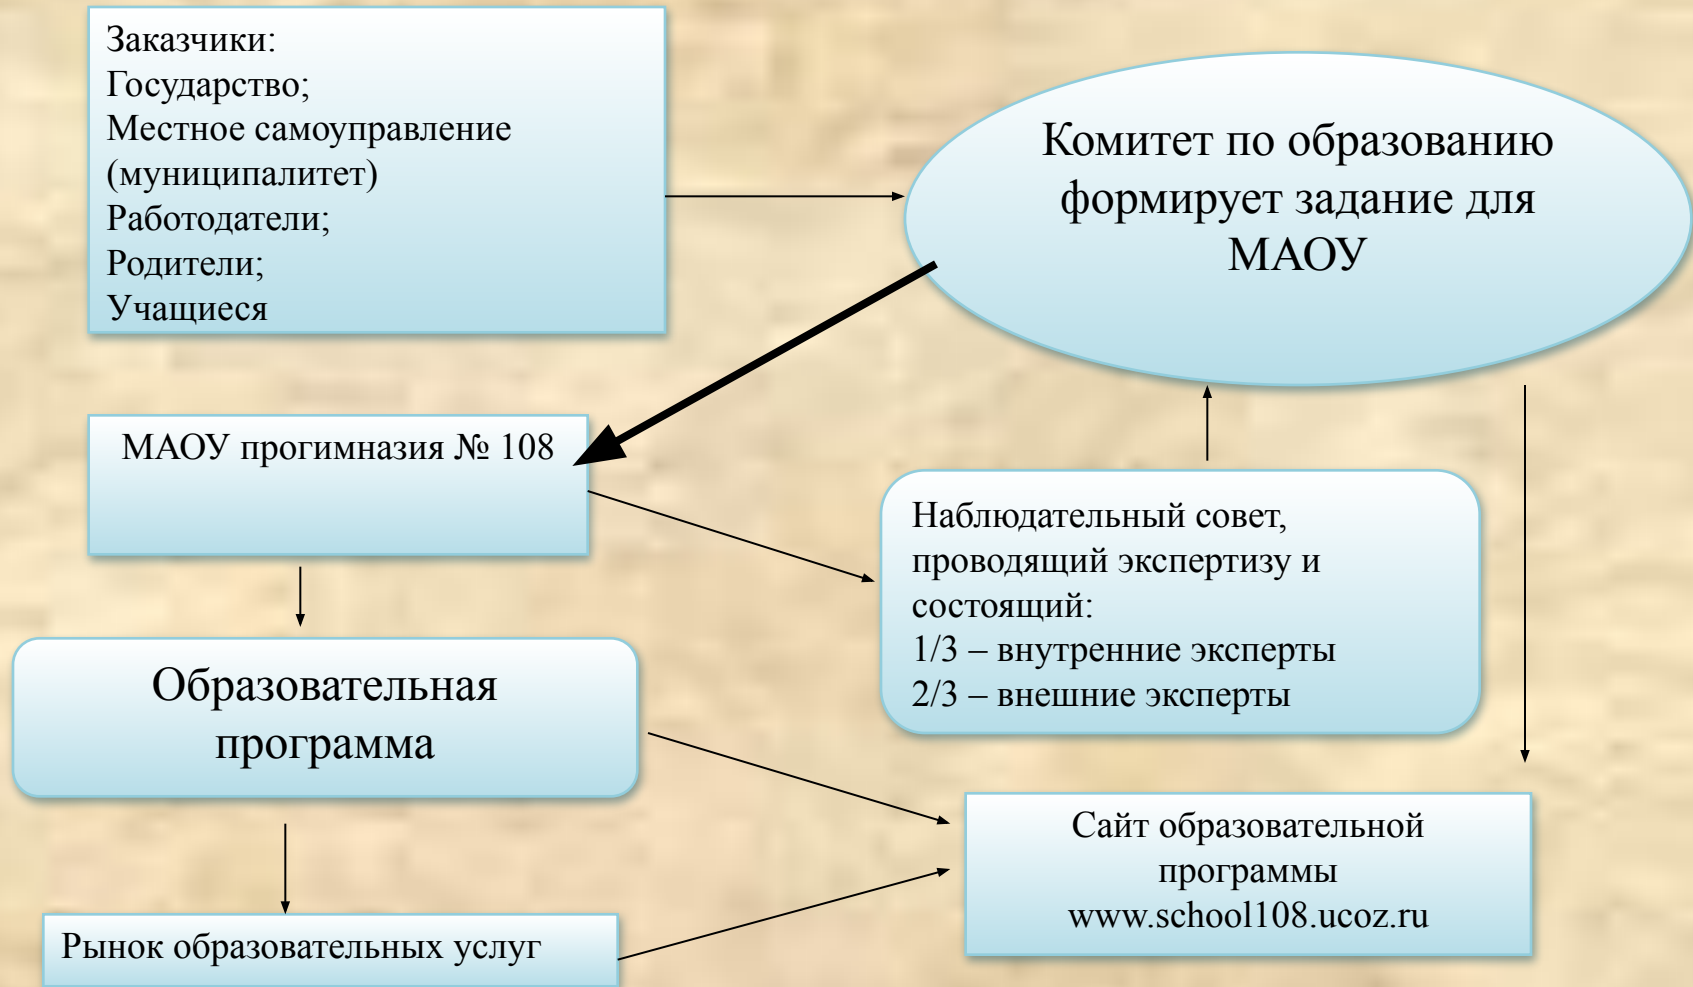 Заказчики:
Государство;
Местное самоуправление
(муниципалитет)
Работодатели;
Родители;
Учащиеся
Комитет по образованию
формирует задание для
МАОУ
МАОУ прогимназия № 108
Наблюдательный совет,
проводящий экспертизу и
состоящий:
1/3 – внутренние эксперты
2/3 – внешние эксперты
Образовательная
программа
Сайт образовательной
программы
www.school108.ucoz.ru
Рынок образовательных услуг